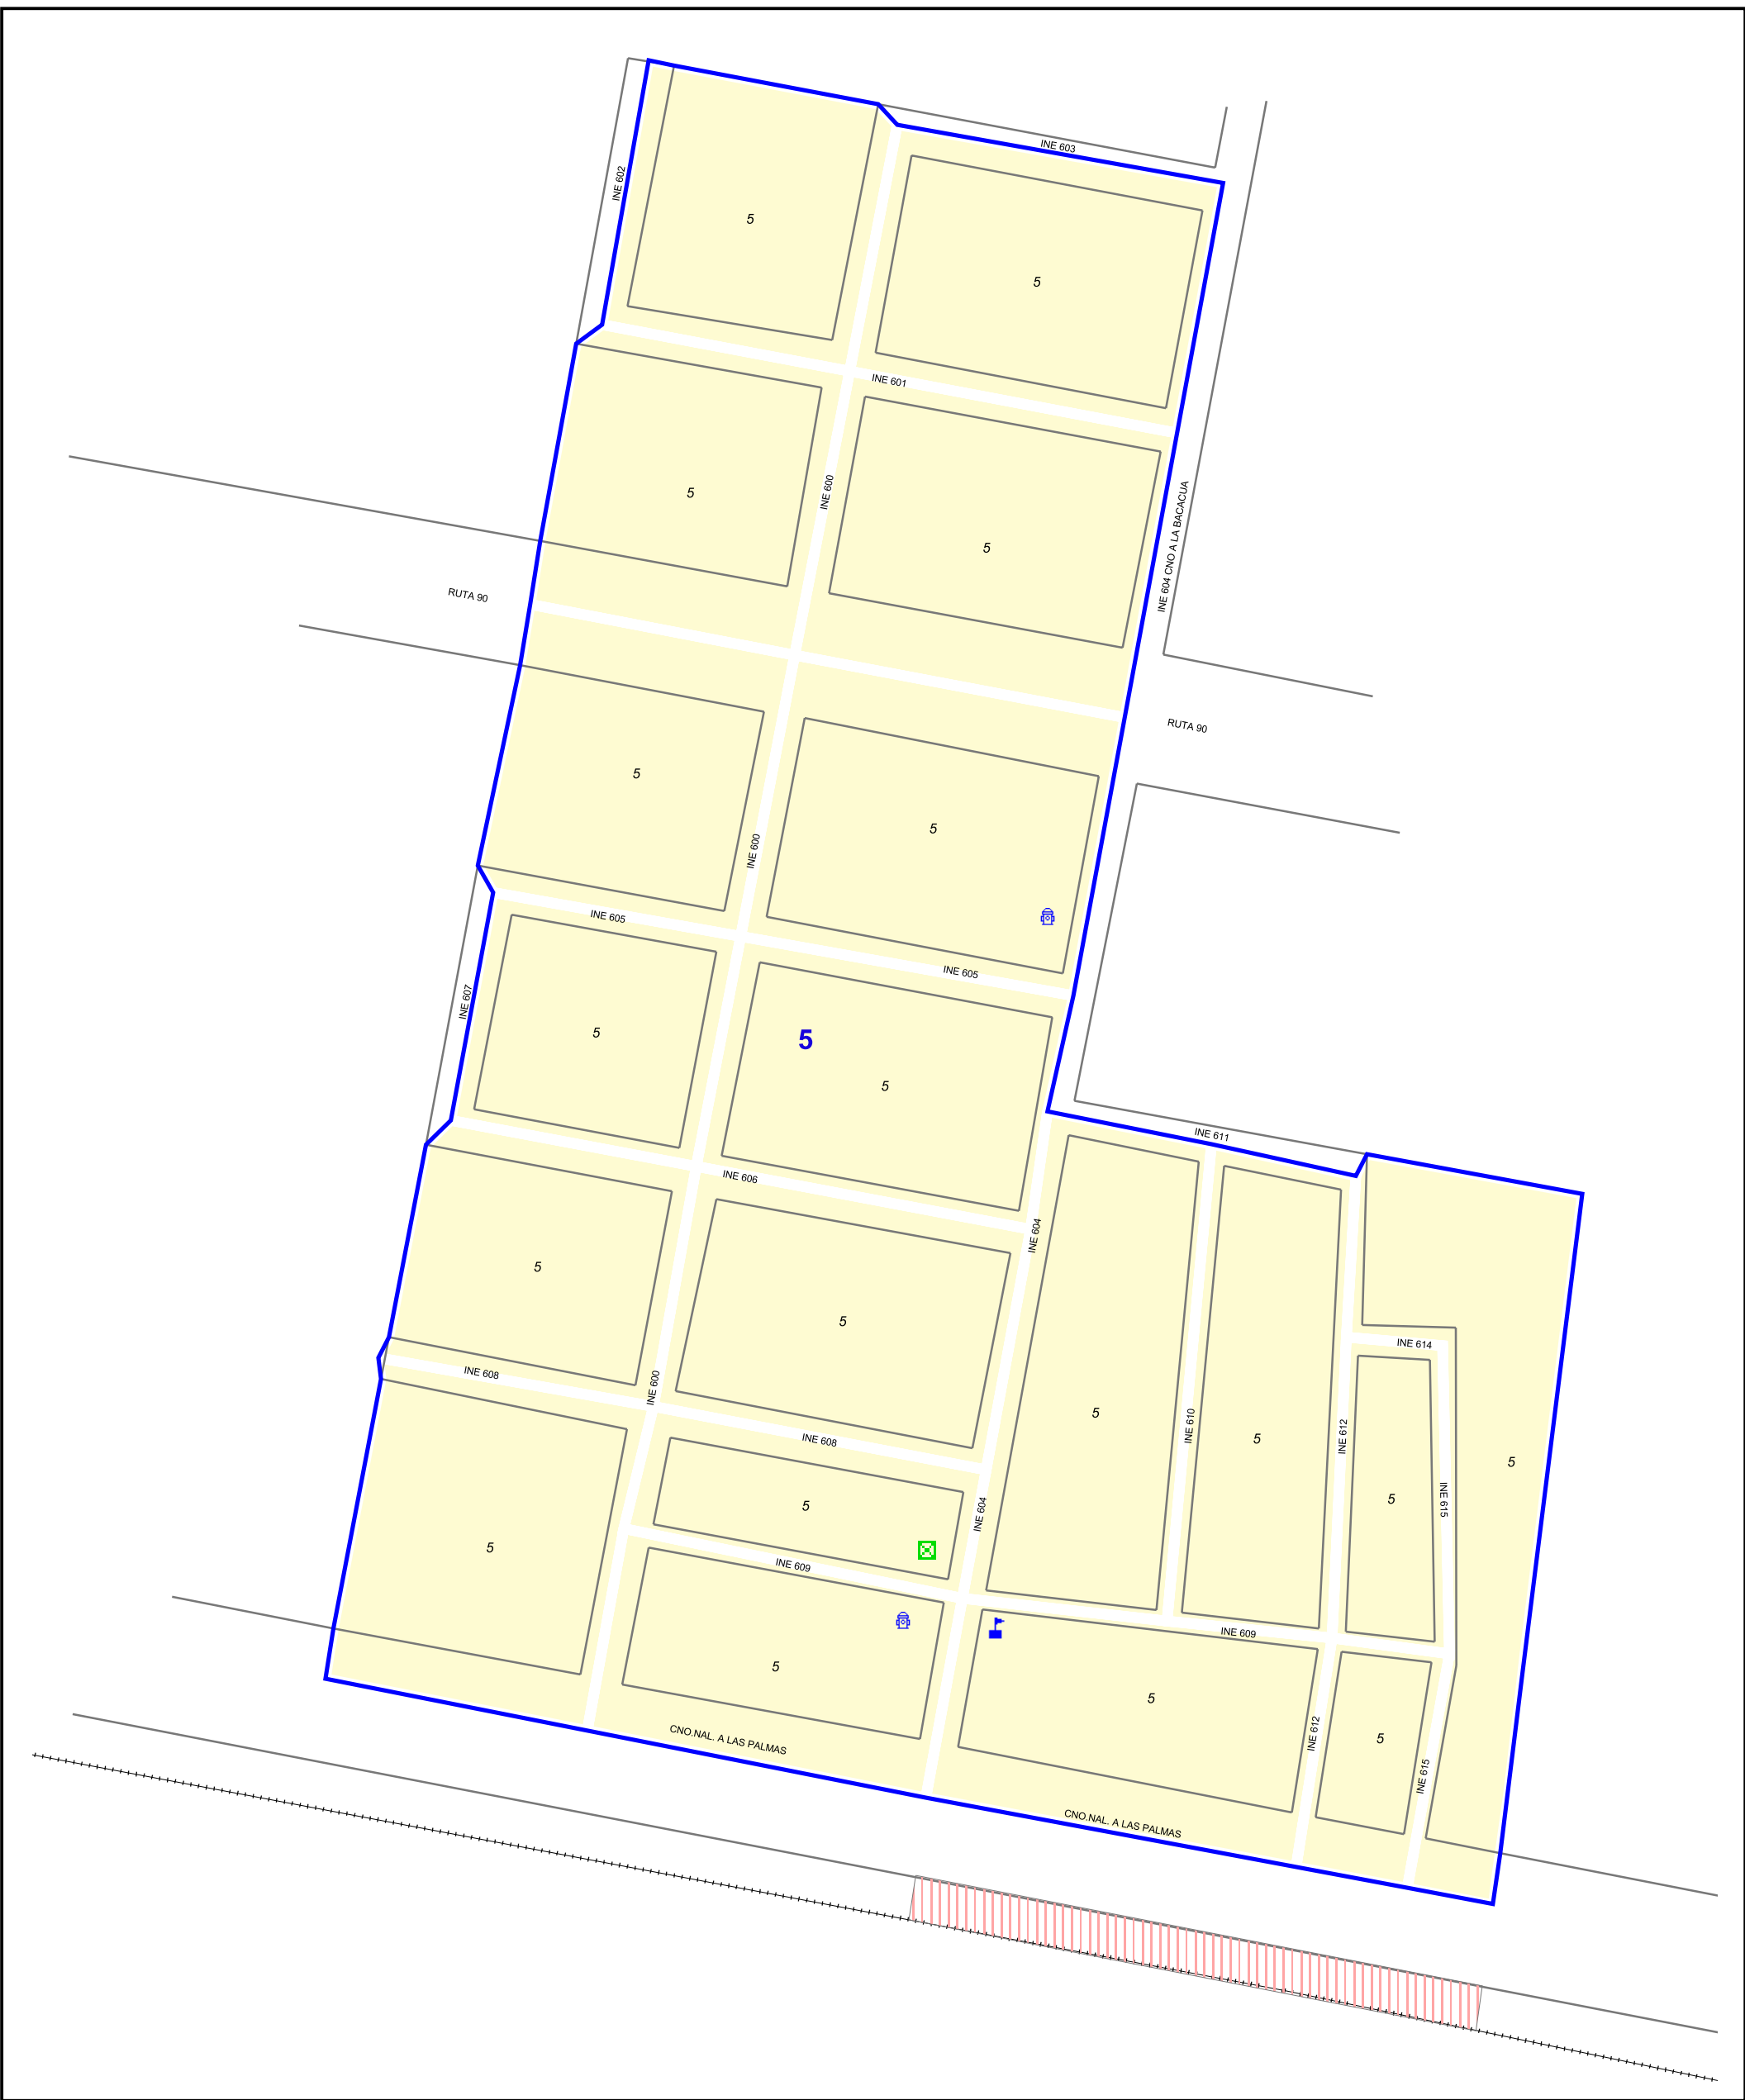 INE 603
INE 602
5
5
INE 601
5
INE 600
5
INE 604 CNO A LA BACACUA
RUTA 90
RUTA 90
5
5
INE 600
INE 605
INE 605
INE 607
5
5
5
INE 611
INE 606
INE 604
5
5
INE 614
INE 608
INE 600
5
INE 610
5
INE 612
INE 608
5
5
INE 615
5
INE 604
5
INE 609
INE 609
5
5
INE 612
5
CNO.NAL. A LAS PALMAS
INE 615
CNO.NAL. A LAS PALMAS